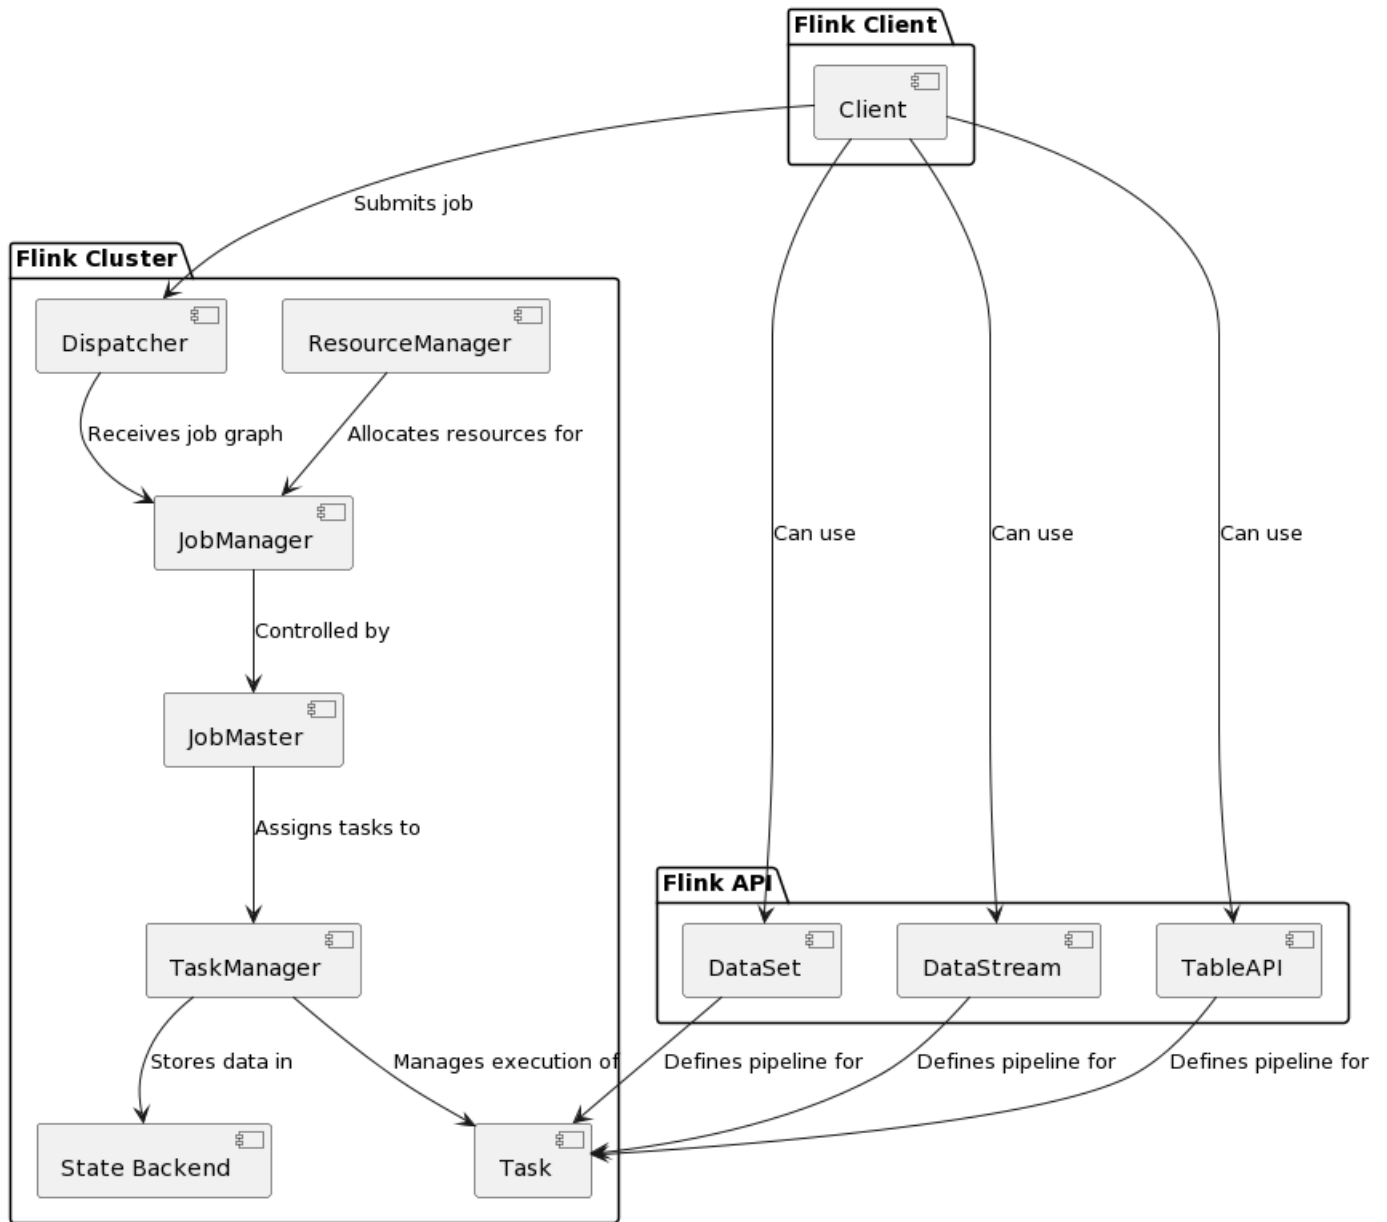 Flink Client
Client
Submits job
Flink Cluster
Dispatcher
ResourceManager
Receives job graph
Allocates resources for
JobManager
Can use
Can use
Can use
Controlled by
JobMaster
Assigns tasks to
Flink API
TaskManager
DataSet
DataStream
TableAPI
Stores data in
Manages execution of
Defines pipeline for
Defines pipeline for
Defines pipeline for
State Backend
Task